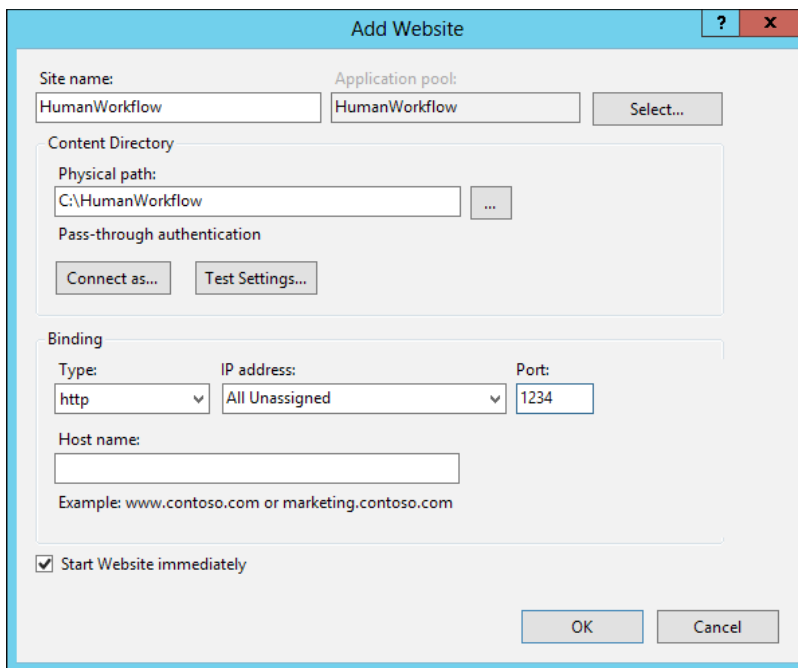 Add Website
? x
Site name: Application pool:
HumanWorkflow HumanWorkflow Select...
Content Directory
Physical path:
C:\HumanWorkflow ...
Pass-through authentication
Connect as... Test Settings...
Binding
Type: IP address: Port:
http All Unassigned 1234
Host name:
Example: www.contoso.com or marketing.contoso.com
Start Website immediately
OK Cancel